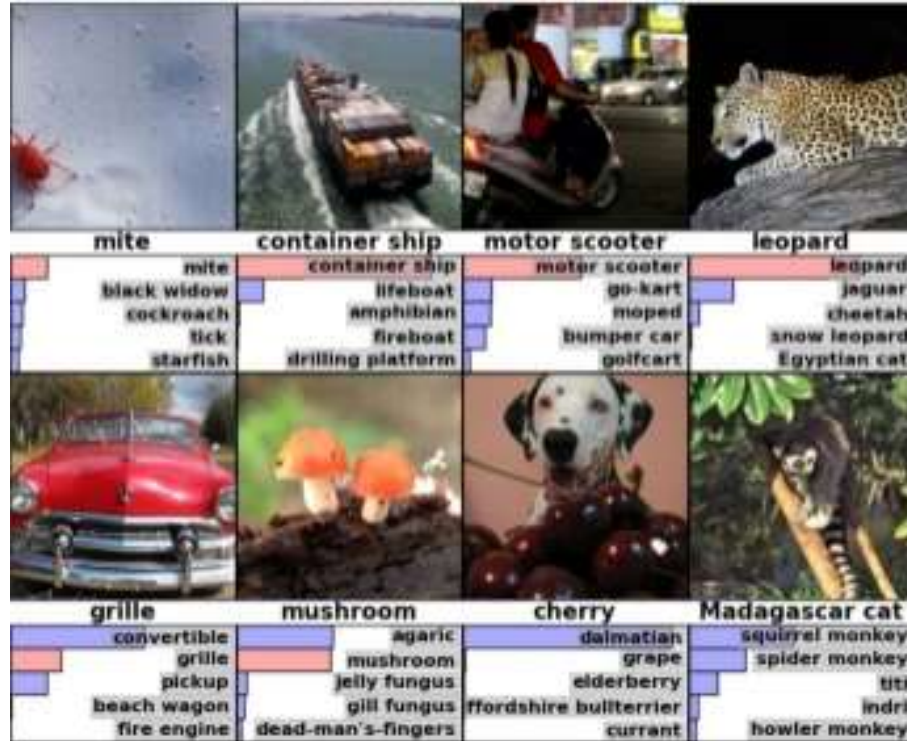 mite
container ship
motor scooter
leopard
mite
black widow
cockroach
tick
starfish
container ship
lifeboat
amphibian
fireboat
drilling platform
motor scooter
go-kart
moped
bumper car
golfcart
leopard
jaguar
cheetah
snow leopard
Egyptian cat
grille
mushroom
cherry
Madagascar cat
convertible
grille
pickup
beach wagon
fire engine
agaric
mushroom
jelly fungus
gill fungus
dead-man's-fingers
dalmatian
grape
elderberry
ffordshire bullterrier
currant
squirrel monkey
spider monkey
titi
indri
howler monkey